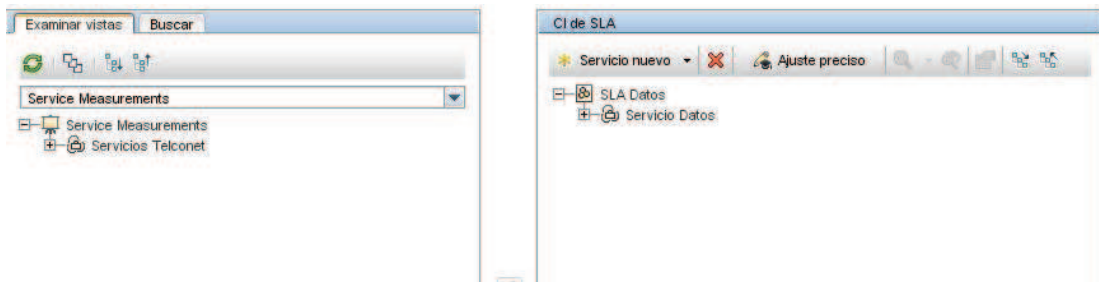 Examinar vistas Buscar
Service Measurements
Service Measurements
Servicios Telconet
CI de SLA
Servicio nuevo Ajuste preciso
SLA Datos
Servicio Datos